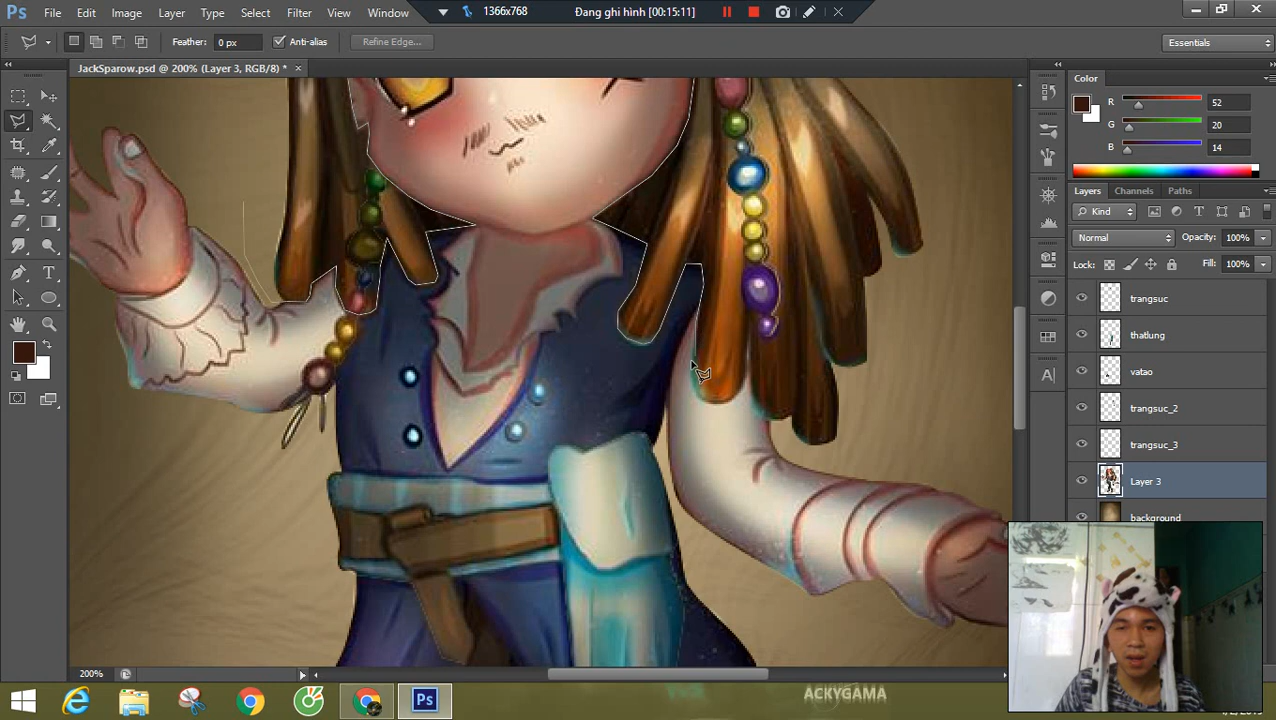 1366x768 Đang ghi hình [00:15:11]
Ps File Edit Image Layer Type Select Filter View Window
Feather: 0 px Anti-alias Refine Edge... Essentials
JackSparow.psd @ 200% (Layer 3, RGB/8) *
Color
R 52
G 20
B 14
Layers Channels Paths
Kind
Normal Opacity: 100%
Lock: Fill: 100%
trangsuc
thatlung
vatao
trangsuc_2
trangsuc_3
Layer 3
background
200%
Ps
ACKYGAMA